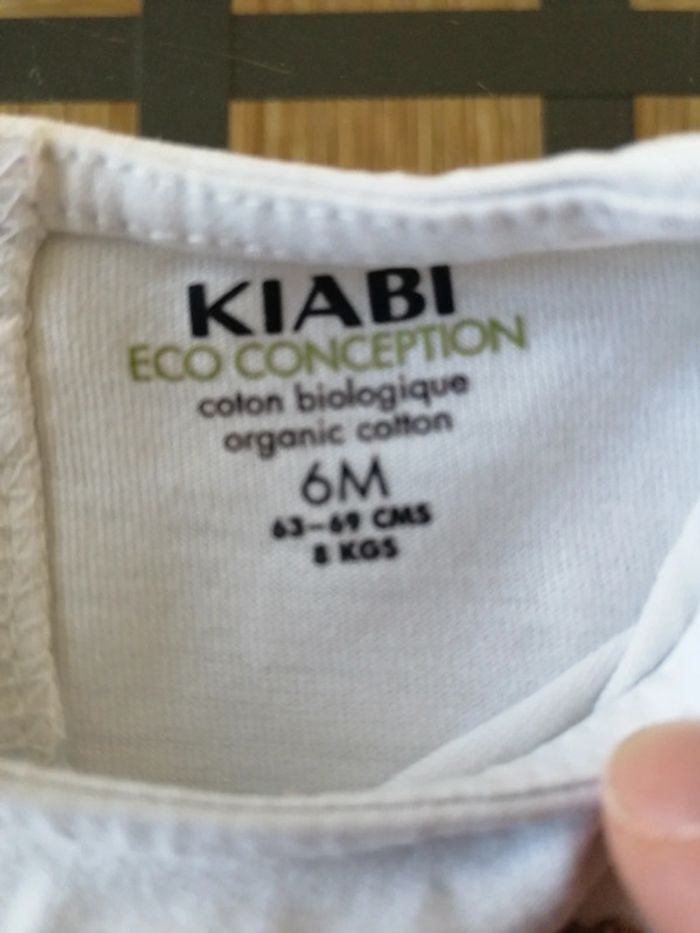 KIABI
ECO CONCEPTION
coton biologique
organic cotton
6M
63-69 CMS
8 KGS